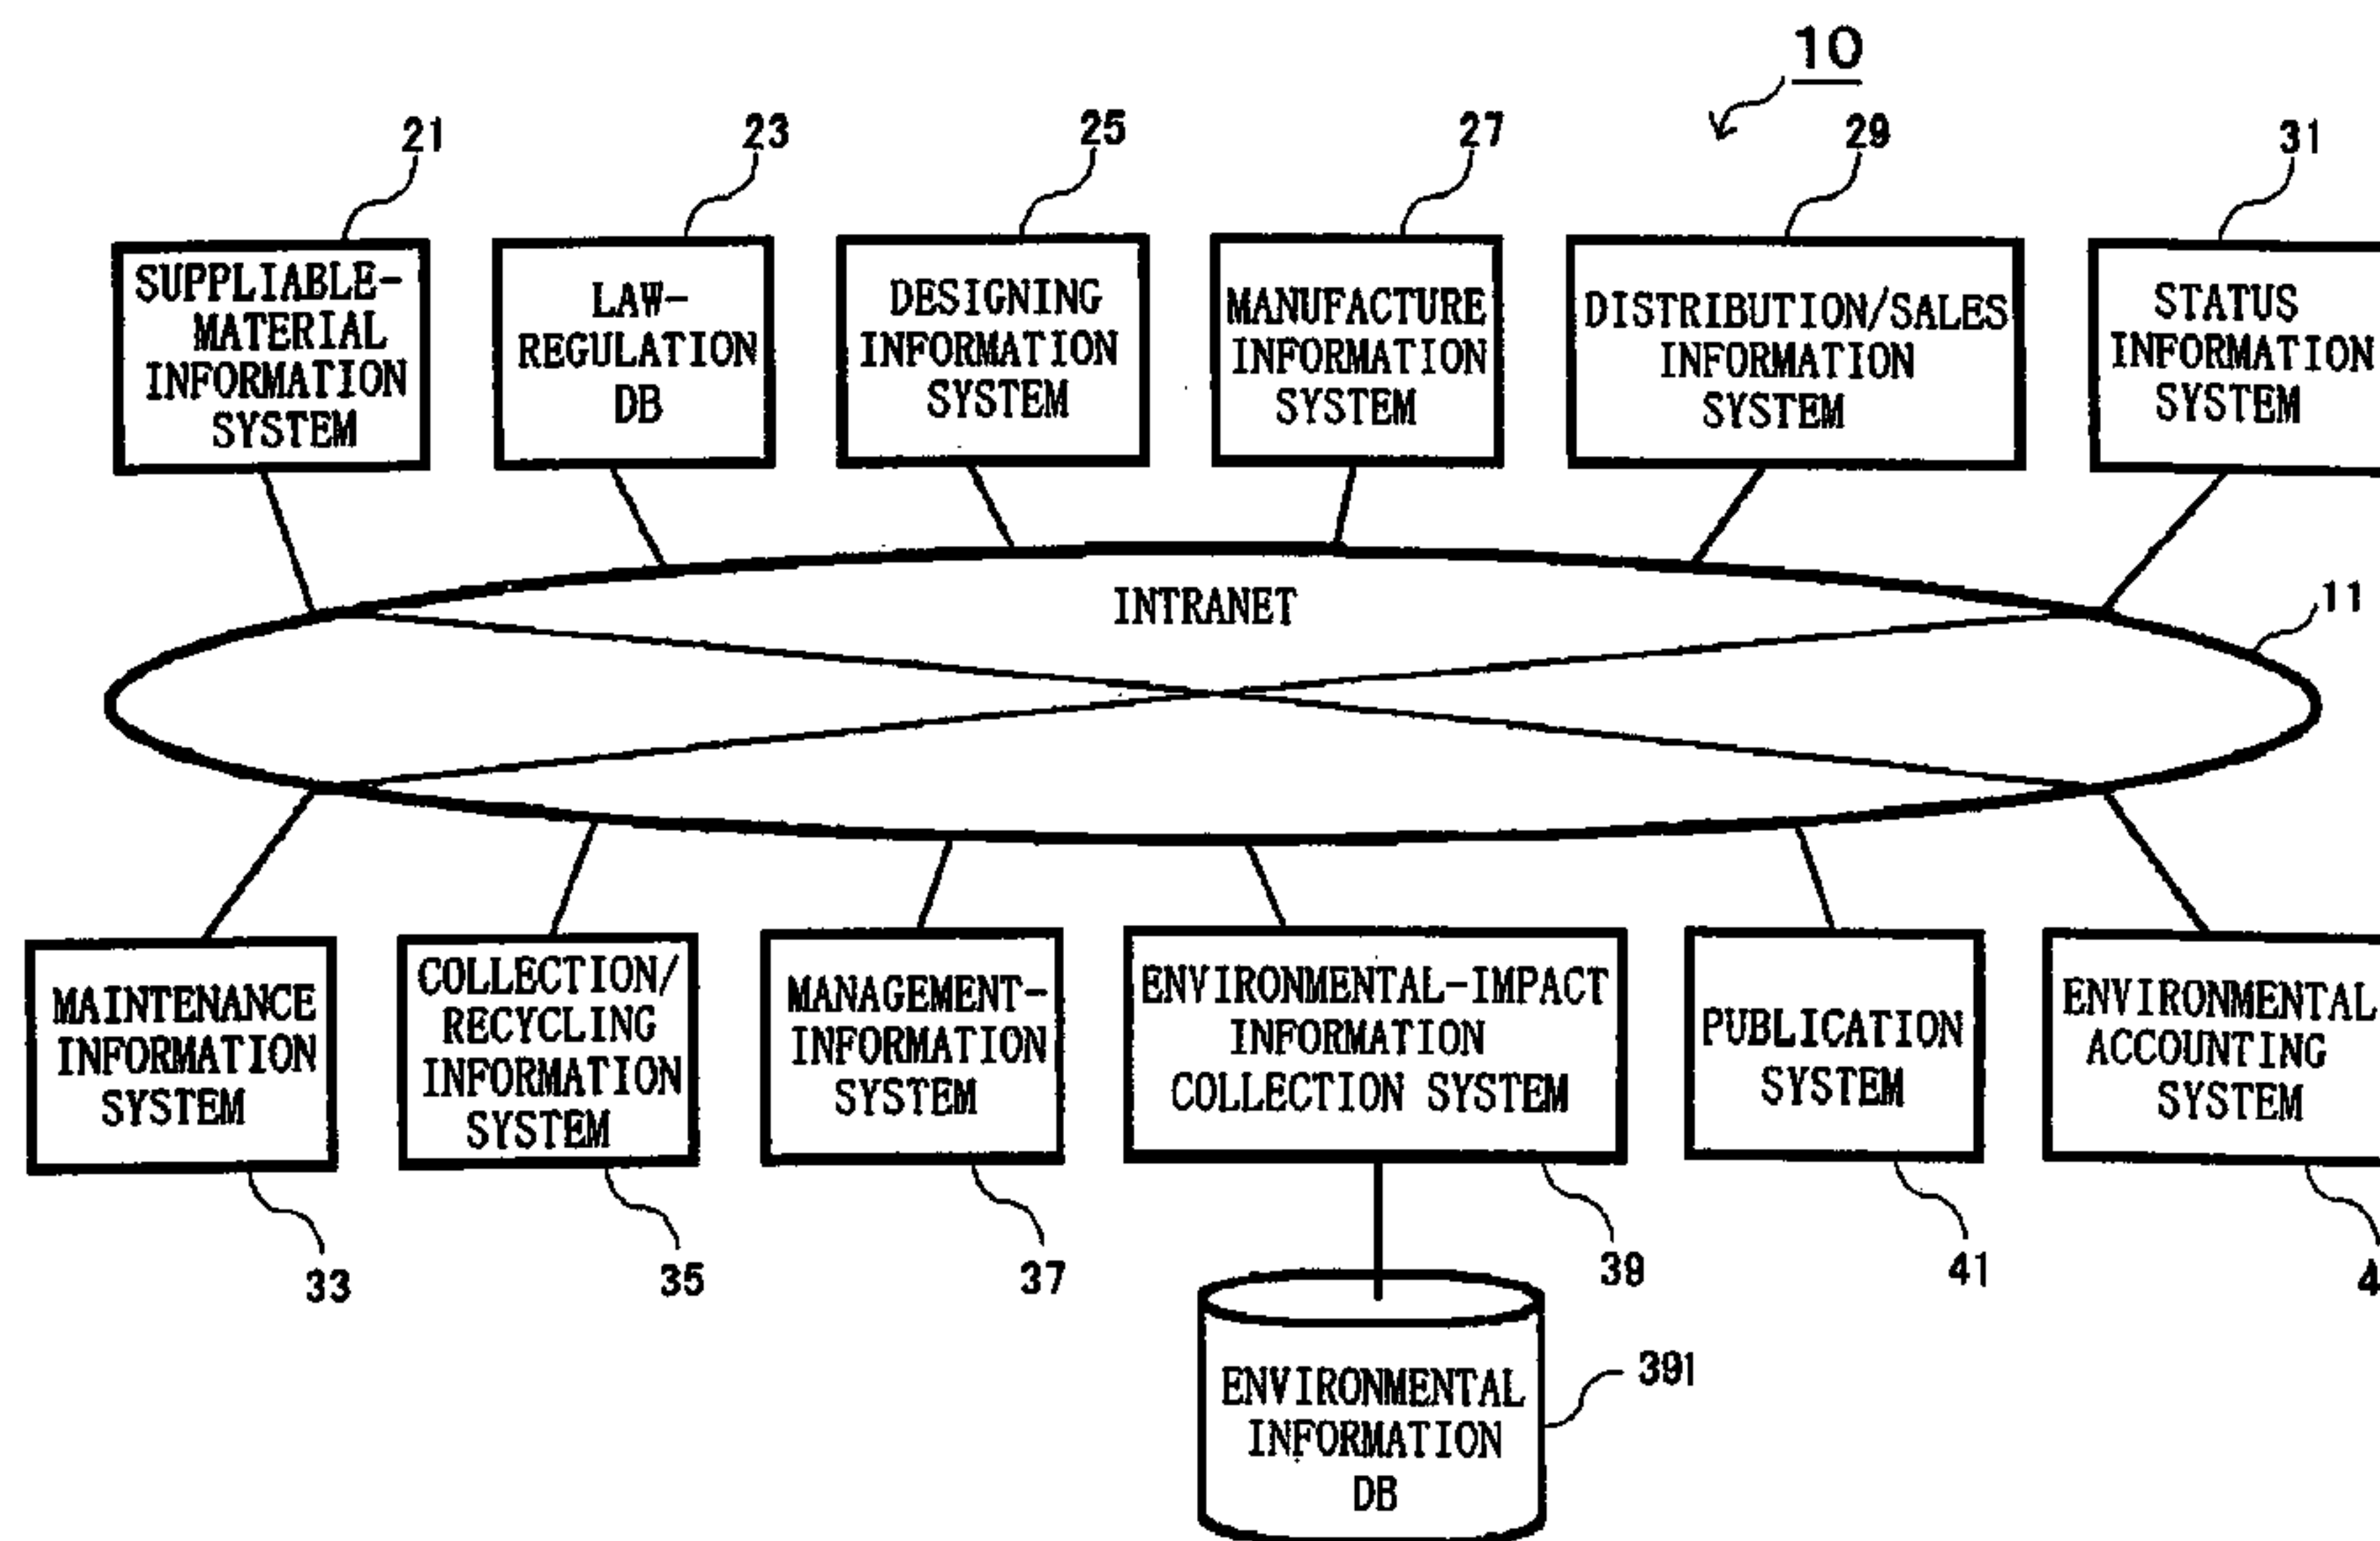 10
21
23
25
27
29
31
SUPPLIABLE-
MATERIAL
INFORMATION
SYSTEM
LAW-
REGULATION
DB
DESIGNING
INFORMATION
SYSTEM
MANUFACTURE
INFORMATION
SYSTEM
DISTRIBUTION/SALES
INFORMATION
SYSTEM
STATUS
INFORMATION
SYSTEM
INTRANET
11
MAINTENANCE
INFORMATION
SYSTEM
COLLECTION/
RECYCLING
INFORMATION
SYSTEM
MANAGEMENT-
INFORMATION
SYSTEM
ENVIRONMENTAL-IMPACT
INFORMATION
COLLECTION SYSTEM
PUBLICATION
SYSTEM
ENVIRONMENTAL
ACCOUNTING
SYSTEM
33
35
37
39
41
391
ENVIRONMENTAL
INFORMATION
DB